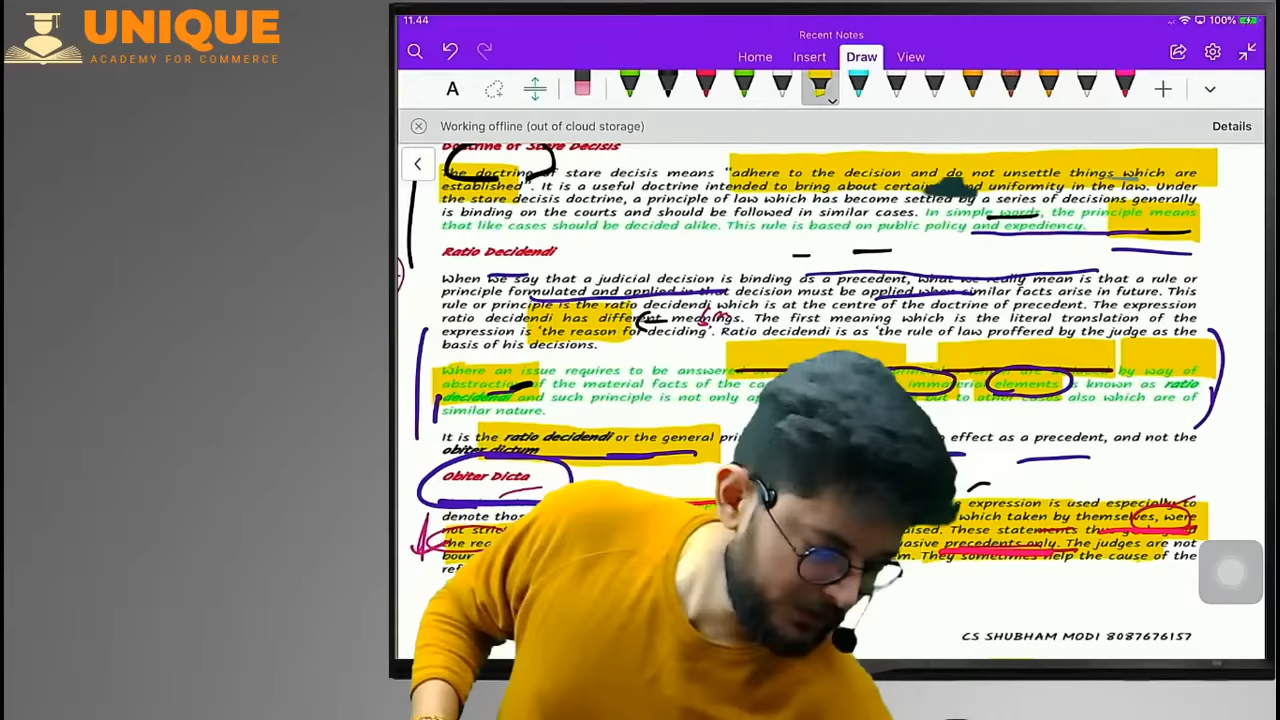 UNIQUE
ACADEMY FOR COMMERCE
11.44
100%
Recent Notes
Home Insert Draw View
A
Working offline (out of cloud storage)
Details
Doctrine of Stare Decisis
The doctrine of stare decisis means “adhere to the decision and do not unsettle things which are
established”. It is a useful doctrine intended to bring about and uniformity in the law. Under
the stare decisis doctrine, a principle of law which has become settled by a series of decisions generally
is binding on the courts and should be followed in similar cases. In simple words, the principle means
that like cases should be decided alike. This rule is based on public policy and expediency.
Ratio Decidendi
When we say that a judicial decision is binding as a precedent, what we really mean is that a rule or
principle formulated and applied in that decision must be applied when similar facts arise in future. This
rule or principle is the ratio decidendi which is at the centre of the doctrine of precedent. The expression
ratio decidendi has different meanings. The first meaning which is the literal translation of the
expression is ‘the reason for deciding’. Ratio decidendi is as ‘the rule of law proffered by the judge as the
basis of his decisions.
Where an issue requires to be answered by way of
abstraction of the material facts of the immaterial elements is known as ratio
decidendi and such principle is not only but to other cases also which are of
similar nature.
It is the ratio decidendi or the general effect as a precedent, and not the
obiter dictum
Obiter Dicta
expression is used especially to
denote which taken by themselves, were
not These statements
the precedents only. The judges are not
They sometimes help the cause of the
CS SHUBHAM MODI 8087676157